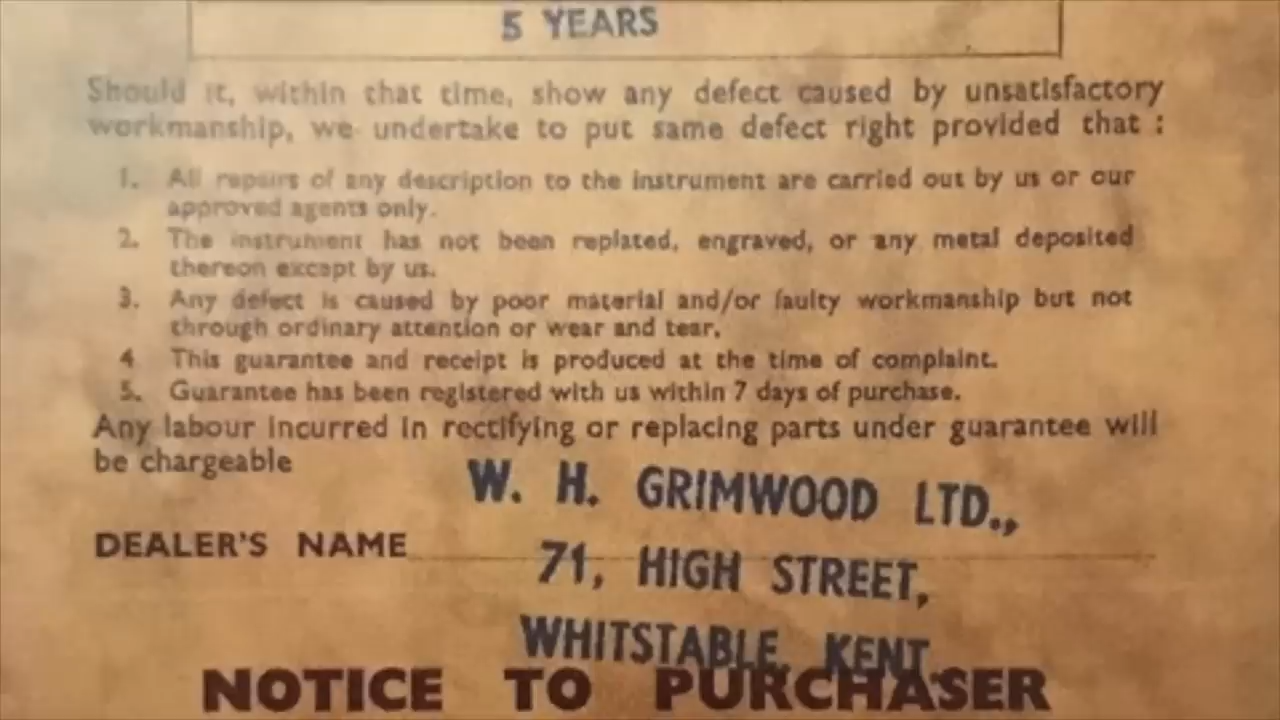 5 YEARS
Should it, within that time, show any defect caused by unsatisfactory
workmanship, we undertake to put same defect right provided that :
1. All repairs of any description to the instrument are carried out by us or our
approved agents only.
2. The instrument has not been replated, engraved, or any metal deposited
thereon except by us.
3. Any defect is caused by poor material and/or faulty workmanship but not
through ordinary attention or wear and tear.
4 This guarantee and receipt is produced at the time of complaint.
5. Guarantee has been registered with us within 7 days of purchase.
Any labour incurred in rectifying or replacing parts under guarantee will
be chargeable
W. H. GRIMWOOD LTD.,
DEALER'S NAME
71, HIGH STREET,
WHITSTABLE, KENT.
NOTICE TO PURCHASER